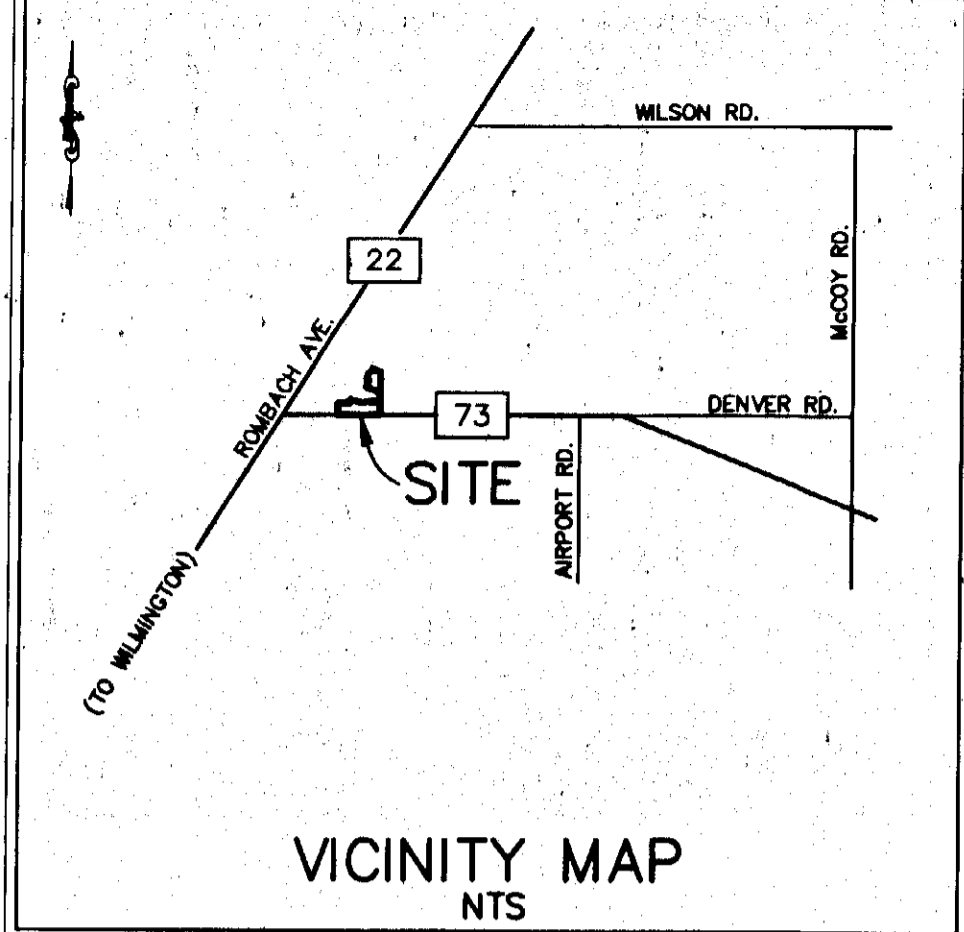 WILSON RD.
22
McCOY RD.
ROMBACH AVE.
73
DENVER RD.
SITE
AIRPORT RD.
(TO WILMINGTON)
VICINITY MAP
NTS